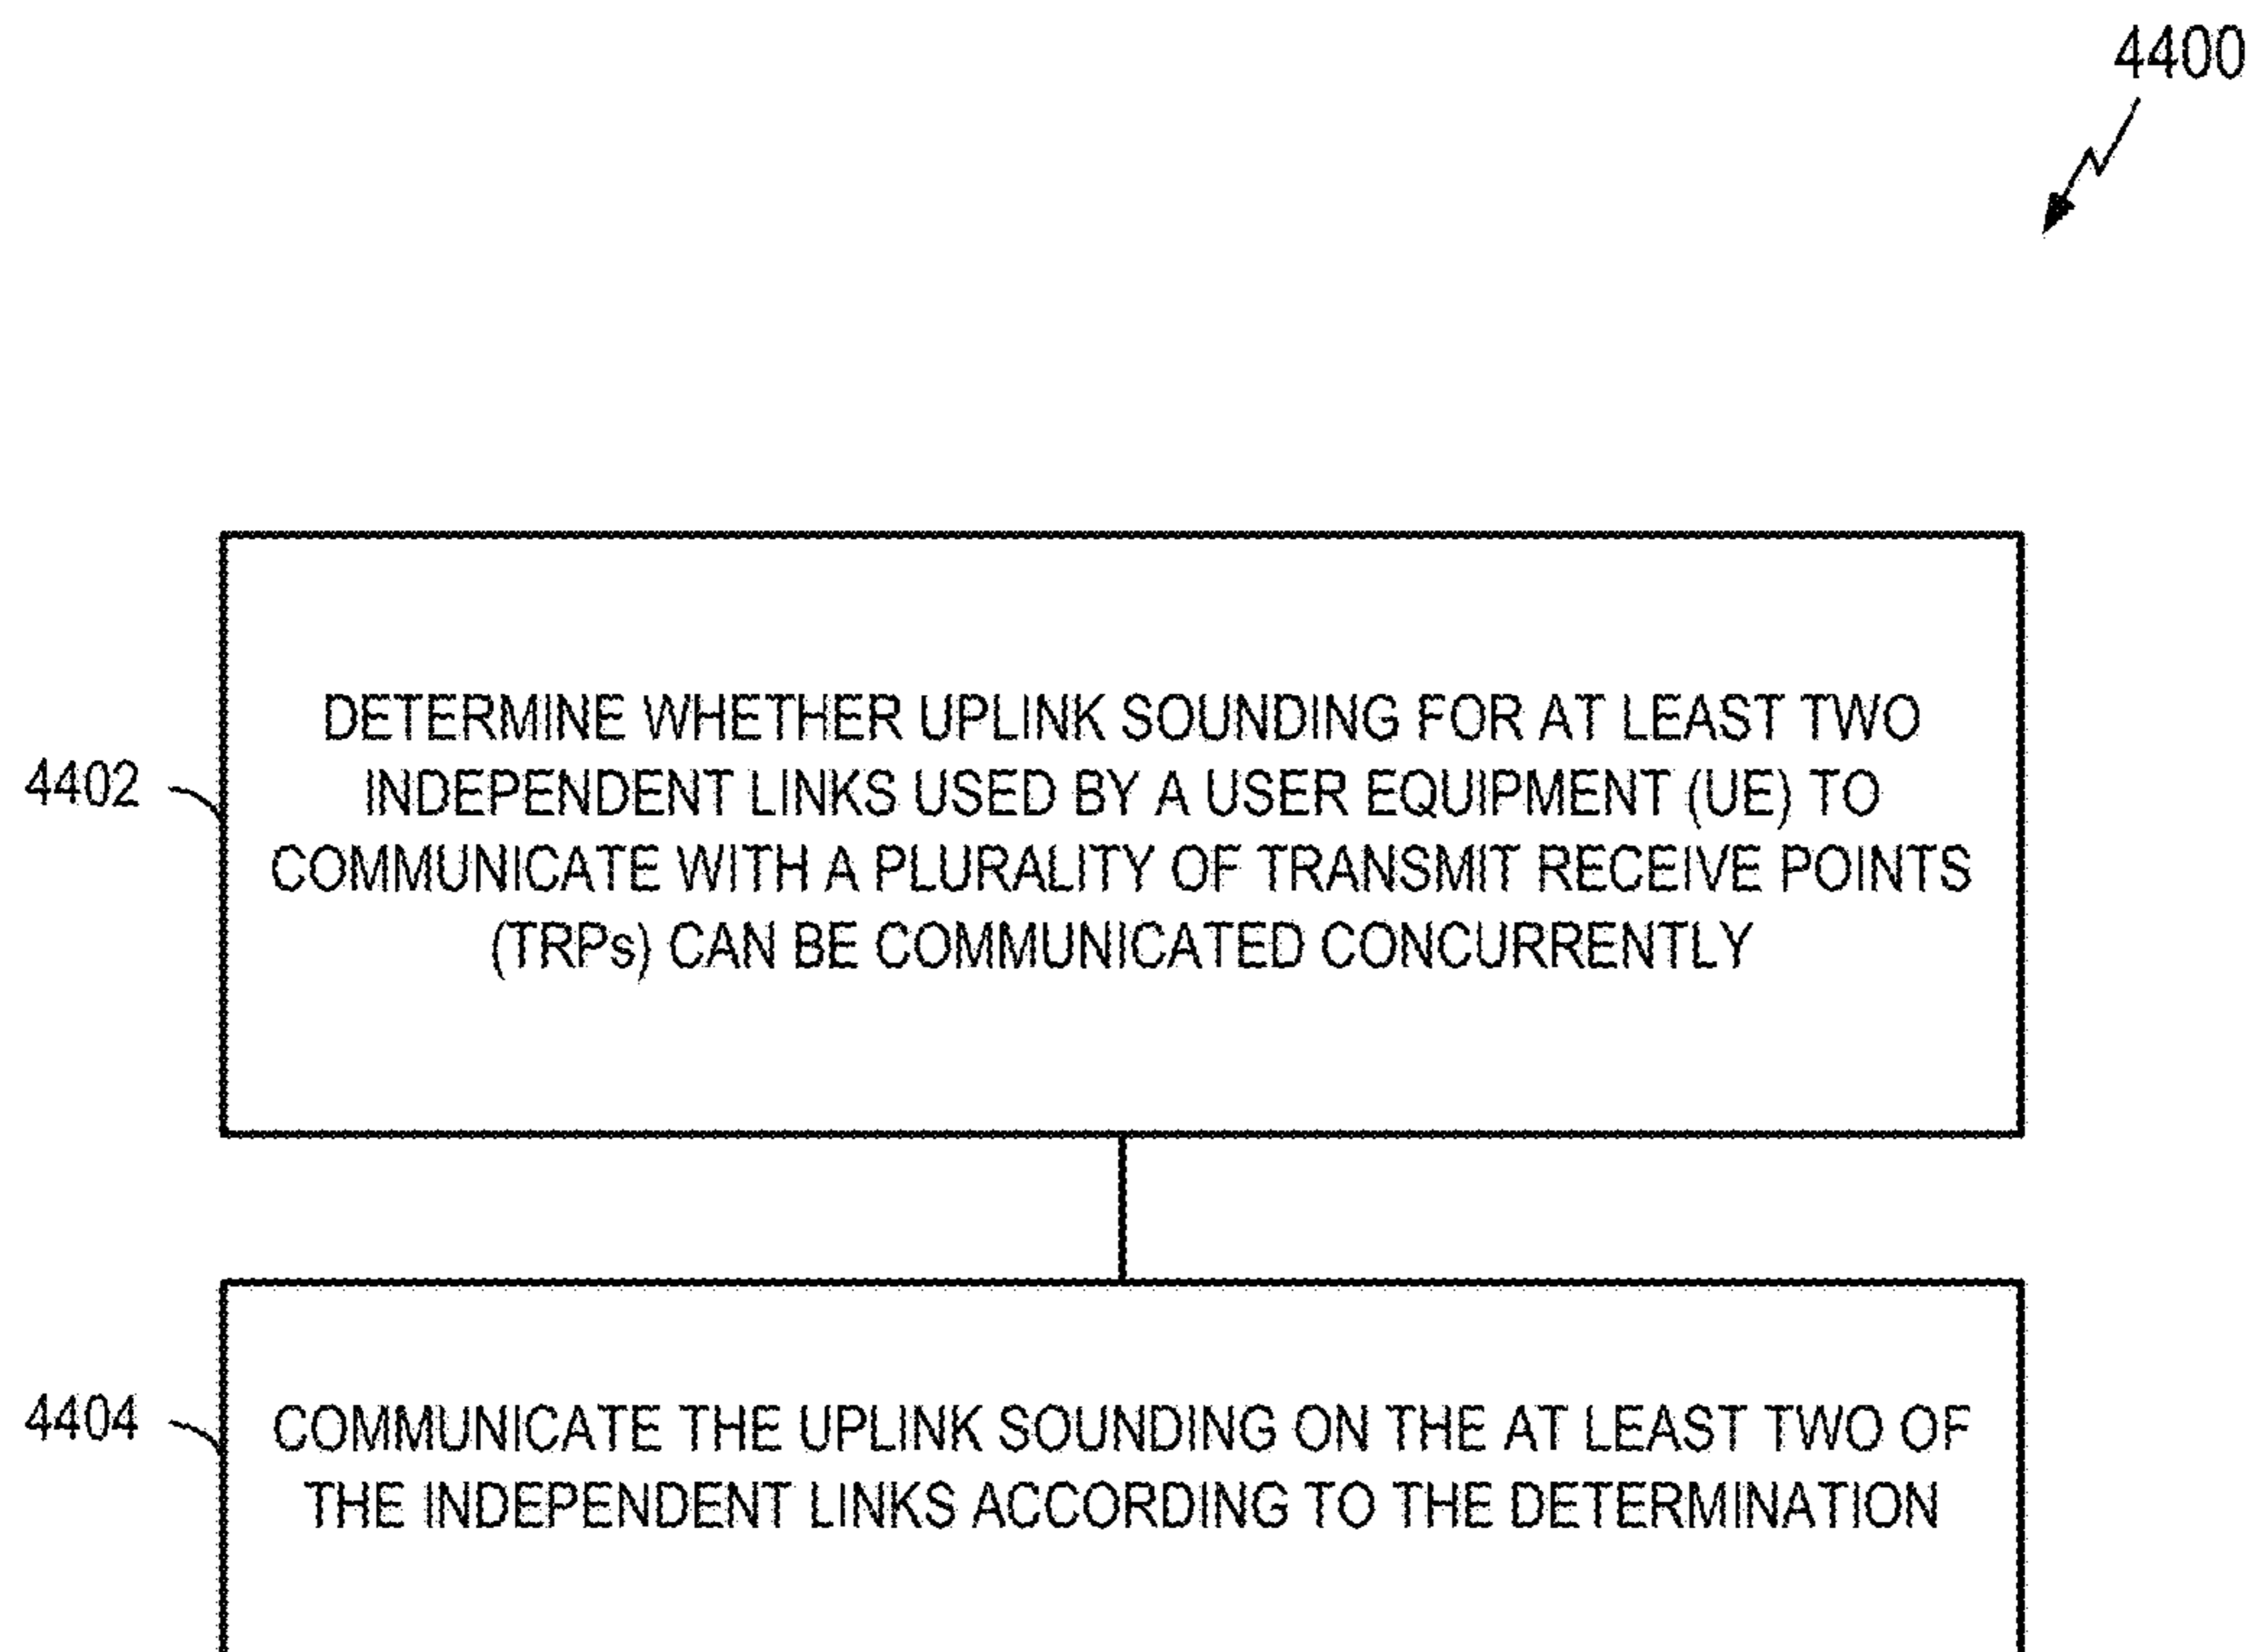 4400
DETERMINE WHETHER UPLINK SOUNDING FOR AT LEAST TWO
INDEPENDENT LINKS USED BY A USER EQUIPMENT (UE) TO
4402
COMMUNICATE WITH A PLURALITY OF TRANSMIT RECEIVE POINTS
(TRPs) CAN BE COMMUNICATED CONCURRENTLY
4404
COMMUNICATE THE UPLINK SOUNDING ON THE AT LEAST TWO OF
THE INDEPENDENT LINKS ACCORDING TO THE DETERMINATION